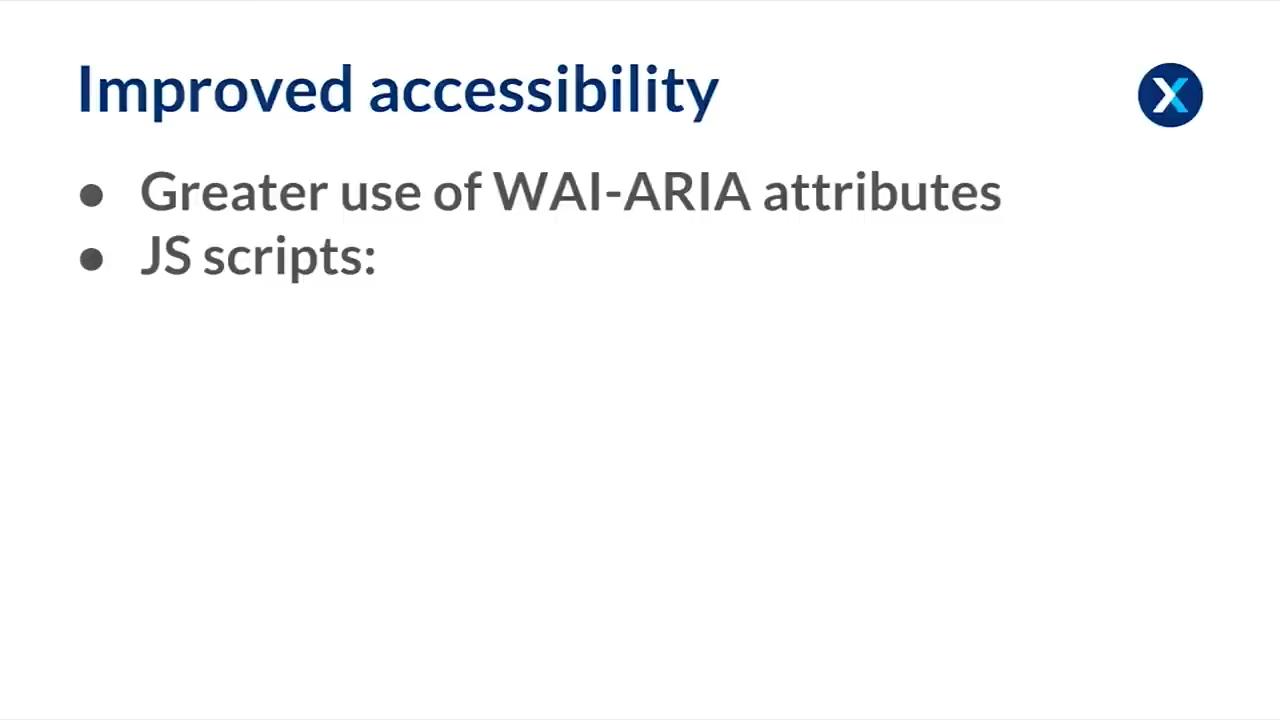 Improved accessibility
● Greater use of WAI-ARIA attributes
● JS scripts: